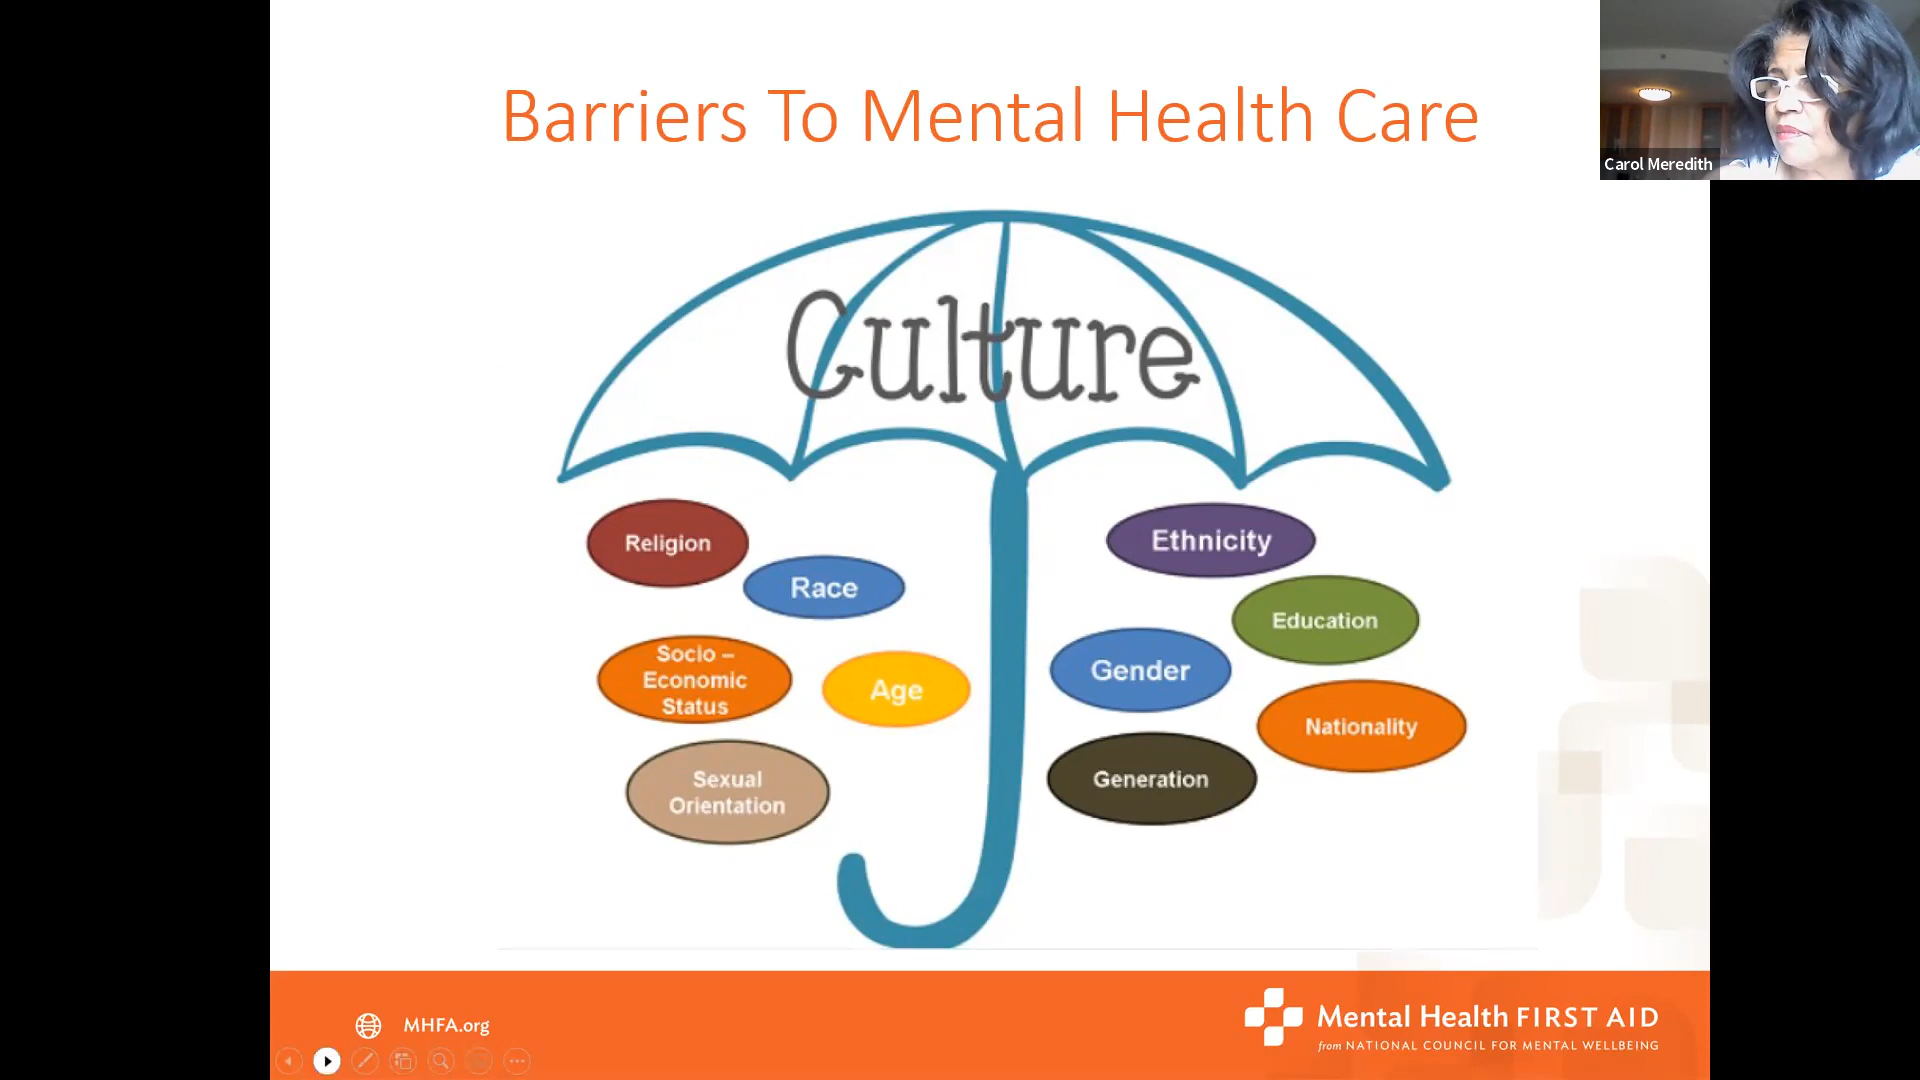 Barriers To Mental Health Care
Carol Meredith
Culture
Religion
Race
Socio –
Economic
Status
Age
Sexual
Orientation
Ethnicity
Education
Gender
Nationality
Generation
MHFA.org
Mental Health FIRST AID
from NATIONAL COUNCIL FOR MENTAL WELLBEING